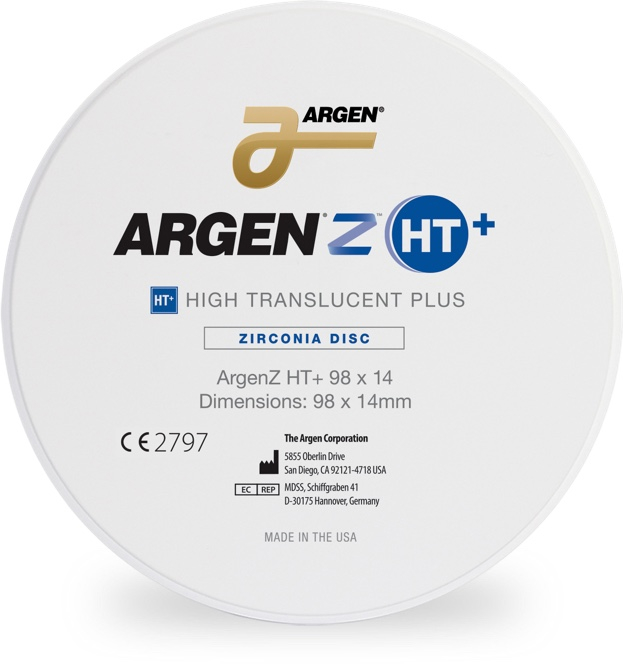 ARGEN®
ARGEN® Z™ HT+
HT+ HIGH TRANSLUCENT PLUS
ZIRCONIA DISC
ArgenZ HT+ 98 x 14
Dimensions: 98 x 14mm
CE 2797
The Argen Corporation
5855 Oberlin Drive
San Diego, CA 92121-4718 USA
EC REP MDSS, Schiffgraben 41
D-30175 Hannover, Germany
MADE IN THE USA